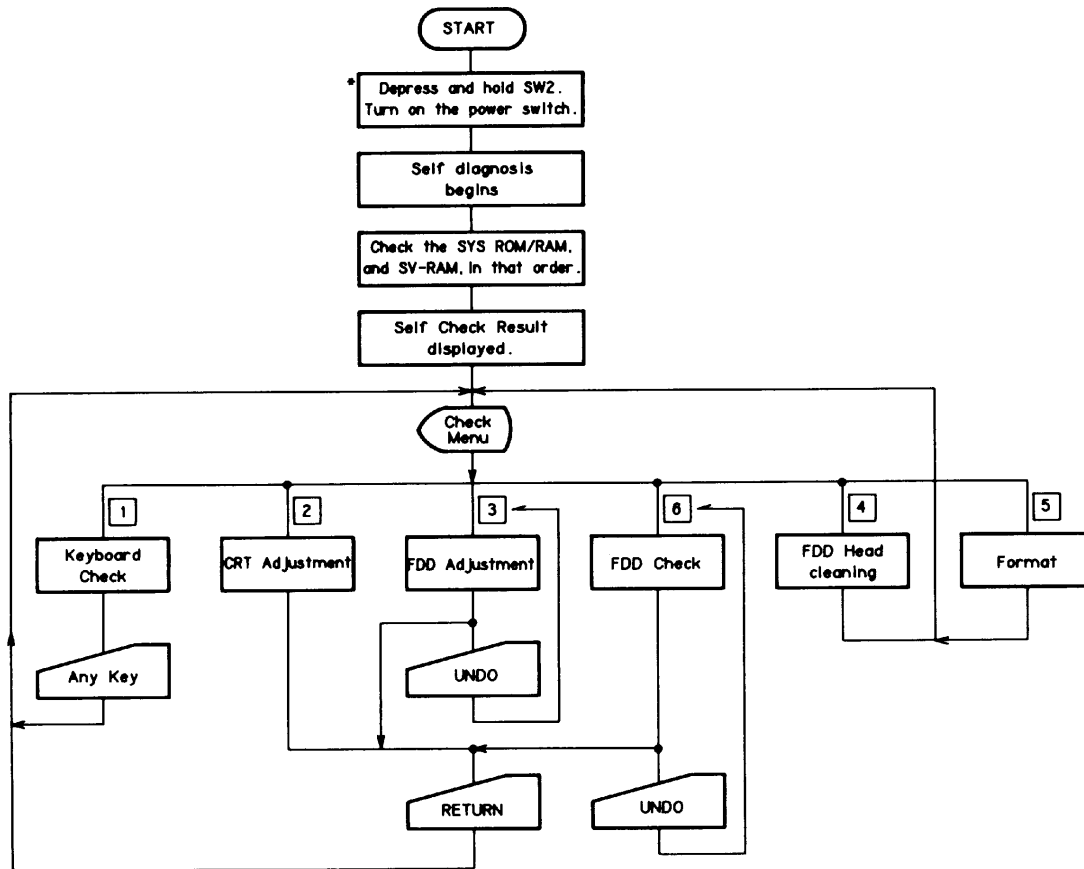 START
* Depress and hold SW2.
Turn on the power switch.
Self diagnosis
begins
Check the SYS ROM/RAM,
and SV-RAM, in that order.
Self Check Result
displayed.
Check
Menu
1
2
3
6
4
5
Keyboard
Check
CRT Adjustment
FDD Adjustment
FDD Check
FDD Head
cleaning
Format
Any Key
UNDO
RETURN
UNDO